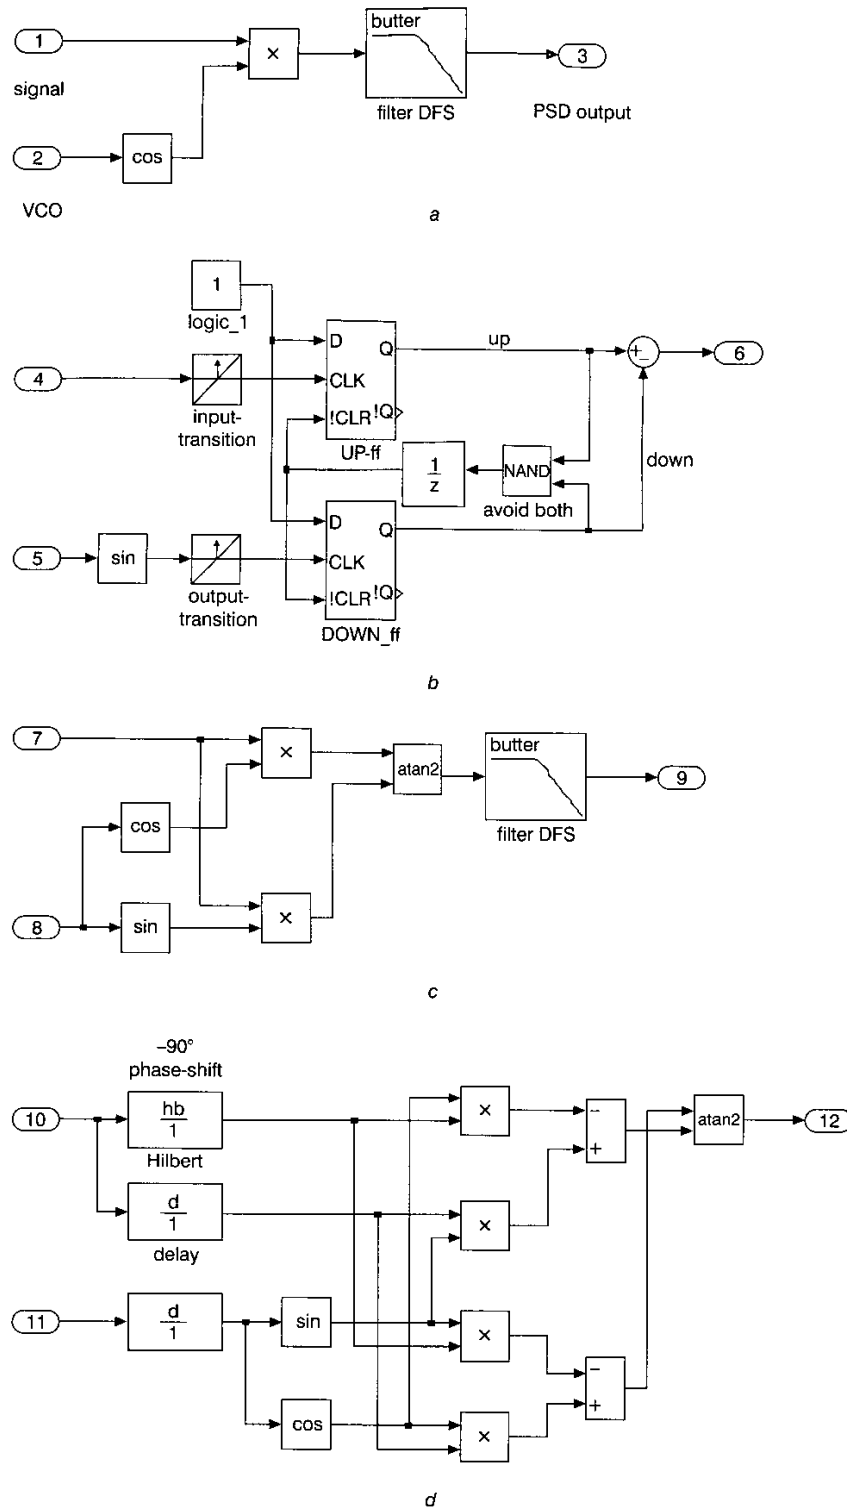 1
signal
2
VCO
cos
×
butter
filter DFS
3
PSD output
a
1
logic_1
4
input-
transition
D
Q
CLK
!CLR
!Q
UP-ff
up
+
−
6
1
z
NAND
avoid both
down
5
sin
output-
transition
D
Q
CLK
!CLR
!Q
DOWN_ff
b
7
×
atan2
butter
filter DFS
9
cos
8
sin
×
c
−90°
phase-shift
10
hb
1
Hilbert
d
1
delay
11
d
1
sin
cos
×
×
×
×
−
+
−
+
atan2
12
d